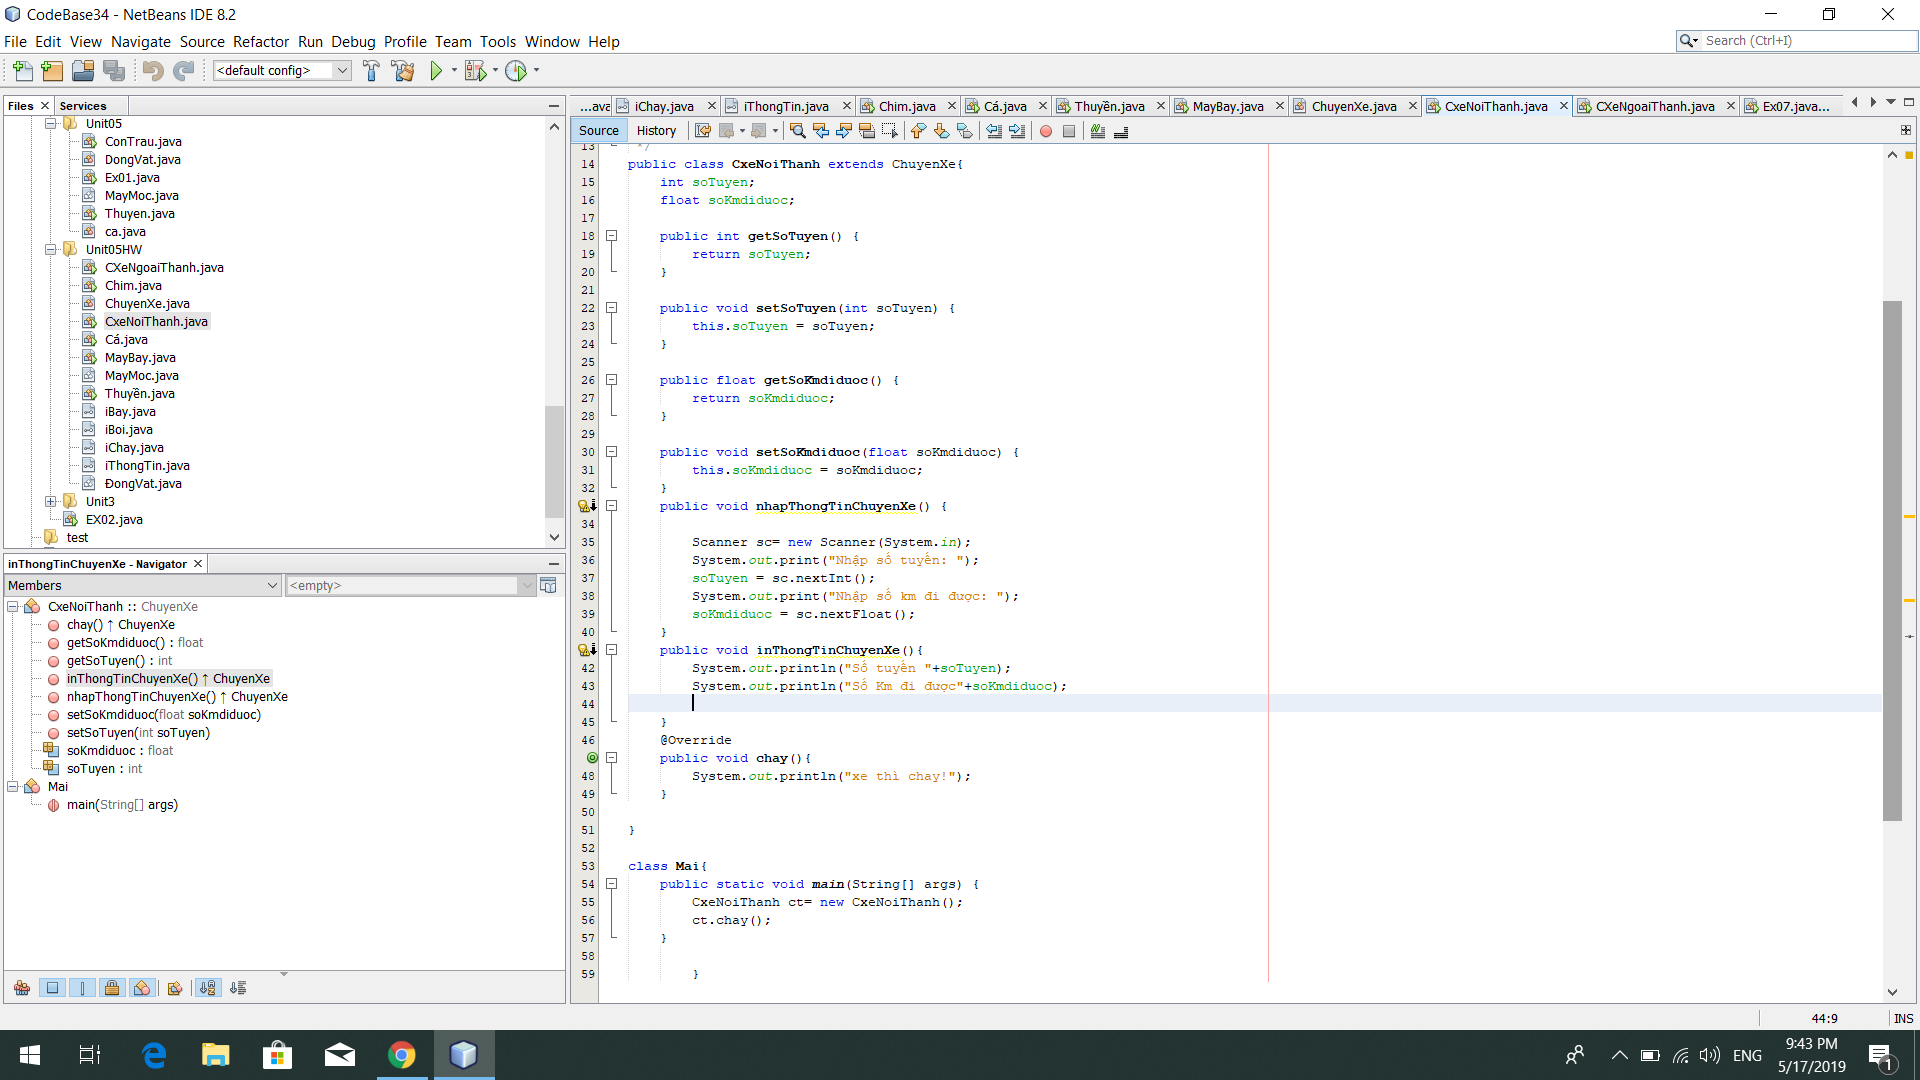 CodeBase34 - NetBeans IDE 8.2
File Edit View Navigate Source Refactor Run Debug Profile Team Tools Window Help
Search (Ctrl+I)
<default config>
Files Services
...ava iChay.java iThongTin.java Chim.java Cá.java Thuyền.java MayBay.java ChuyenXe.java CxeNoiThanh.java CXeNgoaiThanh.java Ex07.java...
Source History
Unit05
ConTrau.java
DongVat.java
Ex01.java
MayMoc.java
Thuyen.java
ca.java
Unit05HW
CXeNgoaiThanh.java
Chim.java
ChuyenXe.java
CxeNoiThanh.java
Cá.java
MayBay.java
MayMoc.java
Thuyền.java
iBay.java
iBoi.java
iChay.java
iThongTin.java
ĐongVat.java
Unit3
EX02.java
test
inThongTinChuyenXe - Navigator
Members <empty>
CxeNoiThanh :: ChuyenXe
chay() ↑ ChuyenXe
getSoKmdiduoc() : float
getSoTuyen() : int
inThongTinChuyenXe() ↑ ChuyenXe
nhapThongTinChuyenXe() ↑ ChuyenXe
setSoKmdiduoc(float soKmdiduoc)
setSoTuyen(int soTuyen)
soKmdiduoc : float
soTuyen : int
Mai
main(String[] args)
13 */
14 public class CxeNoiThanh extends ChuyenXe{
15 int soTuyen;
16 float soKmdiduoc;
17
18 public int getSoTuyen() {
19 return soTuyen;
20 }
21
22 public void setSoTuyen(int soTuyen) {
23 this.soTuyen = soTuyen;
24 }
25
26 public float getSoKmdiduoc() {
27 return soKmdiduoc;
28 }
29
30 public void setSoKmdiduoc(float soKmdiduoc) {
31 this.soKmdiduoc = soKmdiduoc;
32 }
public void nhapThongTinChuyenXe() {
34
35 Scanner sc= new Scanner(System.in);
36 System.out.print("Nhập số tuyến: ");
37 soTuyen = sc.nextInt();
38 System.out.print("Nhập số km đi được: ");
39 soKmdiduoc = sc.nextFloat();
40 }
public void inThongTinChuyenXe(){
42 System.out.println("Số tuyến "+soTuyen);
43 System.out.println("Số Km đi được"+soKmdiduoc);
44
45 }
46 @Override
public void chay(){
48 System.out.println("xe thì chay!");
49 }
50
51 }
52
53 class Mai{
54 public static void main(String[] args) {
55 CxeNoiThanh ct= new CxeNoiThanh();
56 ct.chay();
57 }
58
59 }
44:9 INS
ENG
9:43 PM
5/17/2019
1